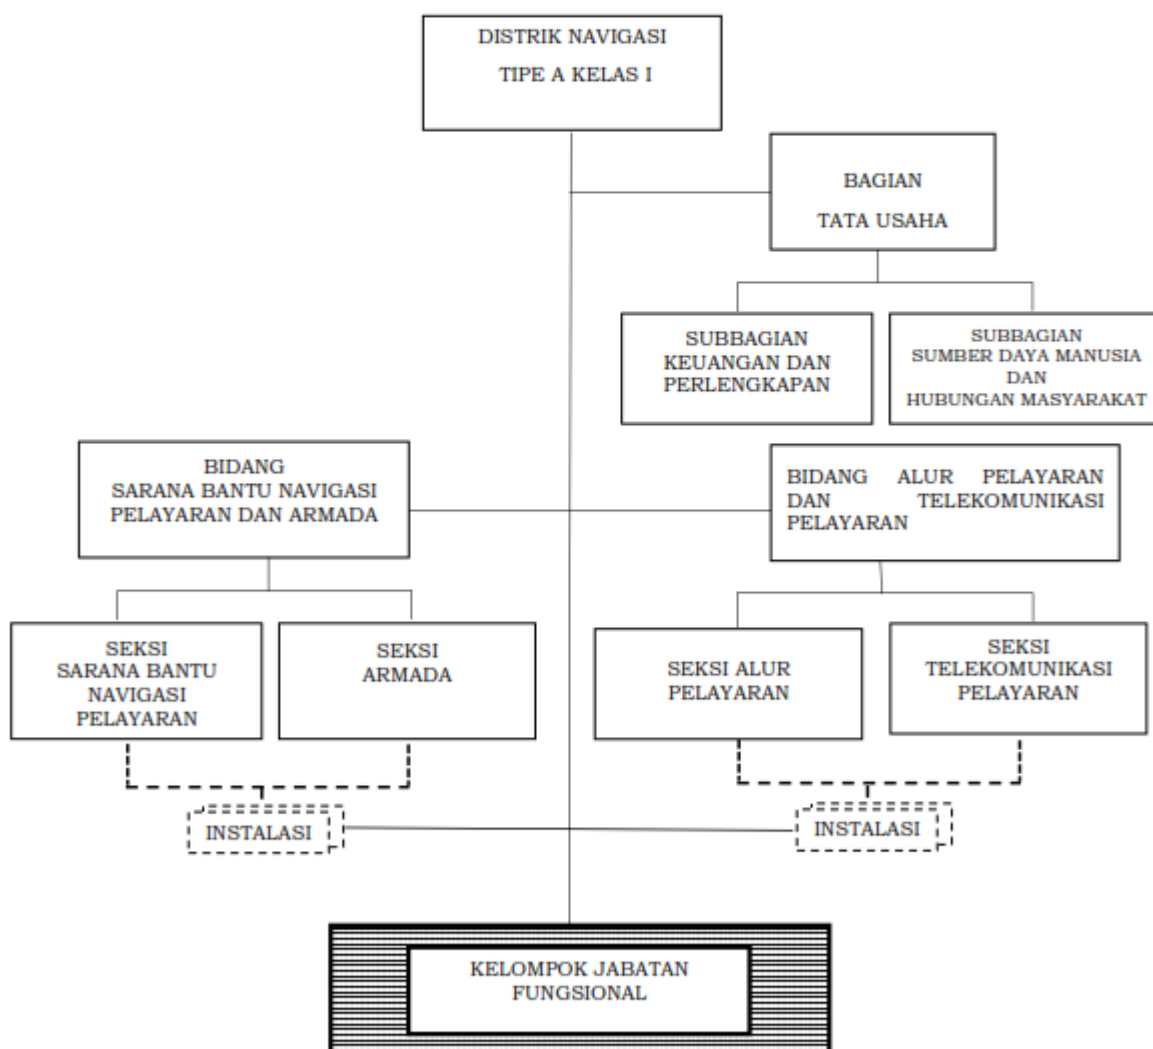 DISTRIK NAVIGASI
TIPE A KELAS I
BAGIAN
TATA USAHA
SUBBAGIAN
KEUANGAN DAN
PERLENGKAPAN
SUBBAGIAN
SUMBER DAYA MANUSIA
DAN
HUBUNGAN MASYARAKAT
BIDANG
SARANA BANTU NAVIGASI
PELAYARAN DAN ARMADA
BIDANG ALUR PELAYARAN
DAN TELEKOMUNIKASI
PELAYARAN
SEKSI
SARANA BANTU
NAVIGASI
PELAYARAN
SEKSI
ARMADA
SEKSI ALUR
PELAYARAN
SEKSI
TELEKOMUNIKASI
PELAYARAN
INSTALASI
INSTALASI
KELOMPOK JABATAN
FUNGSIONAL